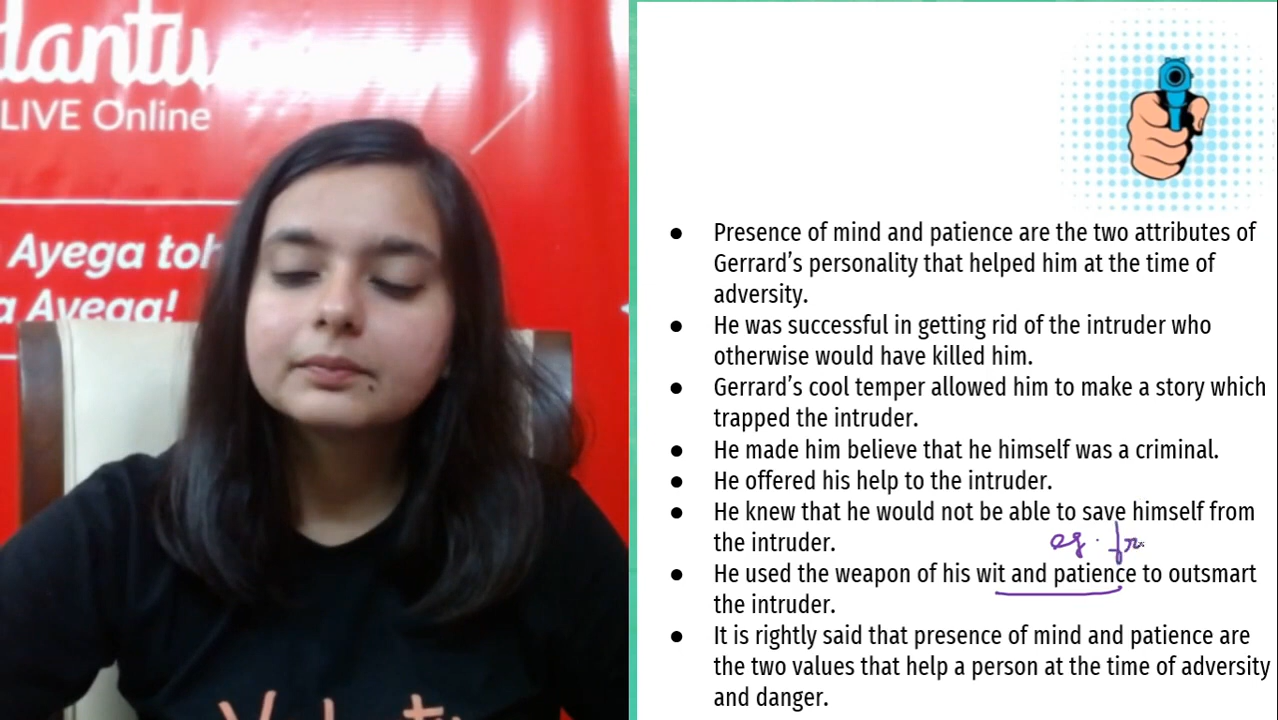 LIVE Online
Ayega toh
Ayega!
Presence of mind and patience are the two attributes of
Gerrard's personality that helped him at the time of
adversity.
He was successful in getting rid of the intruder who
otherwise would have killed him.
Gerrard's cool temper allowed him to make a story which
trapped the intruder.
He made him believe that he himself was a criminal.
He offered his help to the intruder.
He knew that he would not be able to save himself from
the intruder.
eg. fr
He used the weapon of his wit and patience to outsmart
the intruder.
It is rightly said that presence of mind and patience are
the two values that help a person at the time of adversity
and danger.